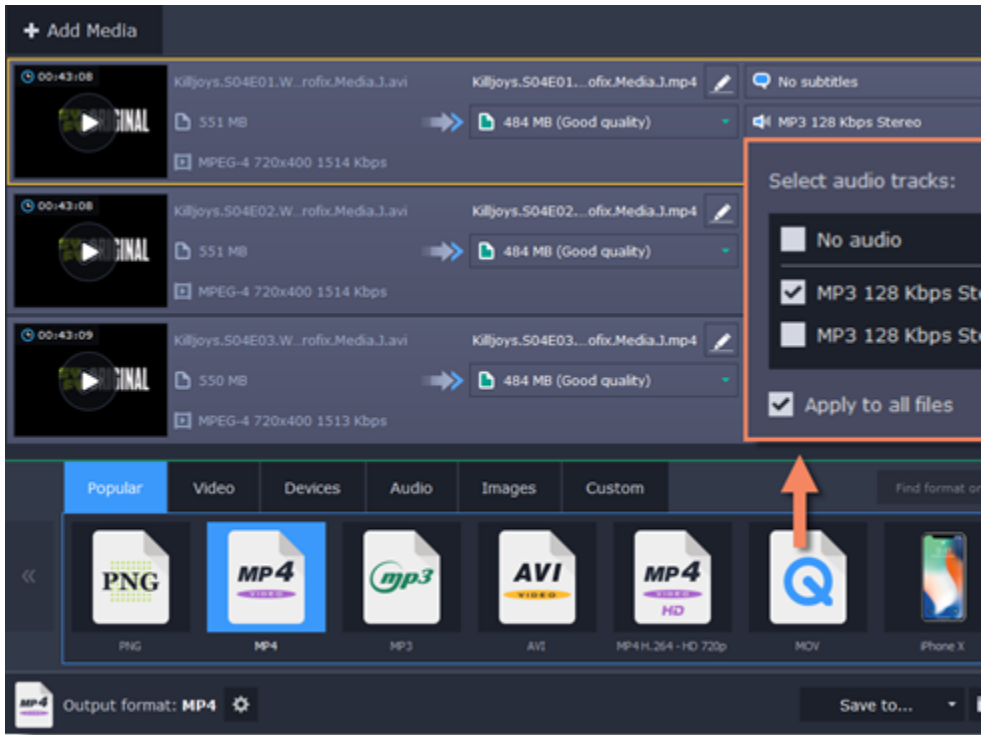 + Add Media
00:43:08
Killjoys.S04E01.W...rofix.Media.J.avi
Killjoys.S04E01....ofix.Media.J.mp4
No subtitles
INAL
551 MB
484 MB (Good quality)
MP3 128 Kbps Stereo
MPEG-4 720x400 1514 Kbps
Select audio tracks:
No audio
MP3 128 Kbps Ste
MP3 128 Kbps Ste
Apply to all files
00:43:08
Killjoys.S04E02.W...rofix.Media.J.avi
Killjoys.S04E02....ofix.Media.J.mp4
INAL
551 MB
484 MB (Good quality)
MPEG-4 720x400 1514 Kbps
00:43:09
Killjoys.S04E03.W...rofix.Media.J.avi
Killjoys.S04E03....ofix.Media.J.mp4
INAL
550 MB
484 MB (Good quality)
MPEG-4 720x400 1513 Kbps
Popular
Video
Devices
Audio
Images
Custom
Find format or
PNG
MP4
VIDEO
mp3
AVI
VIDEO
MP4
VIDEO
HD
PNG
MP4
MP3
AVI
MP4 H.264 - HD 720p
MOV
iPhone X
MP4
Output format: MP4
Save to...